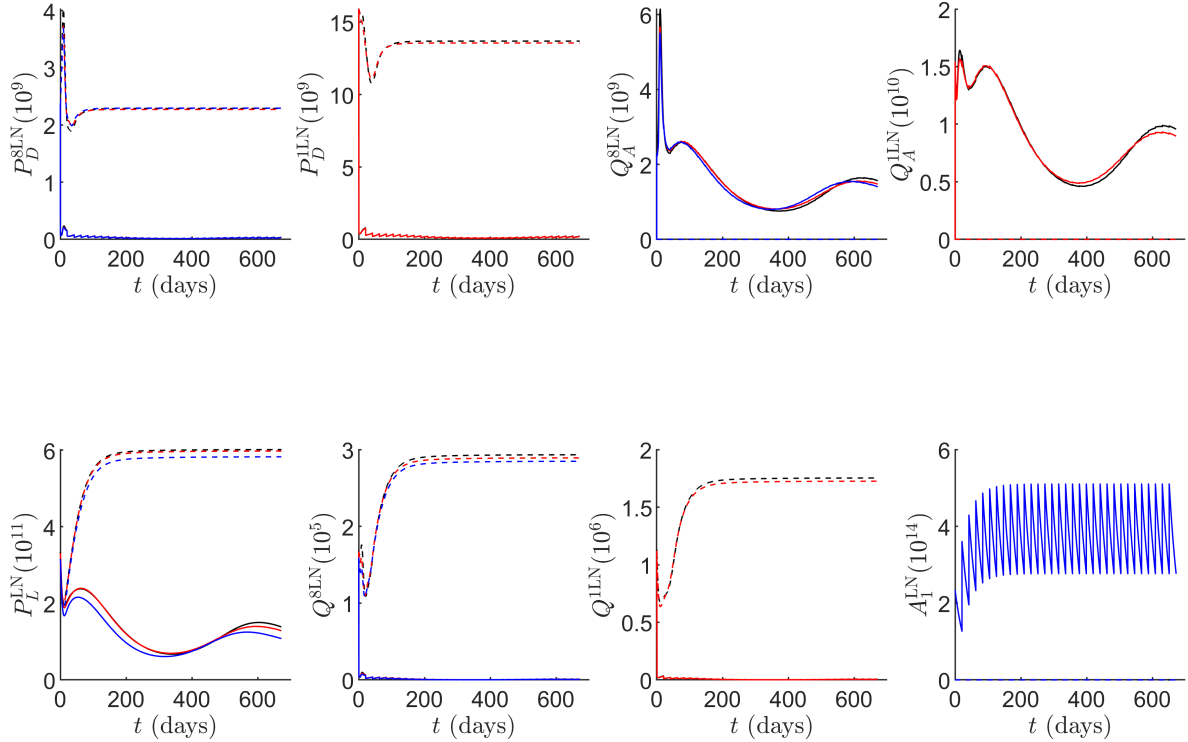 P_D^{8LN}(10^9)
4
3
2
1
0
0 200 400 600
t (days)
P_D^{1LN}(10^9)
15
10
5
0
0 200 400 600
t (days)
Q_A^{8LN}(10^9)
6
4
2
0
0 200 400 600
t (days)
Q_A^{1LN}(10^{10})
2
1.5
1
0.5
0
0 200 400 600
t (days)
P_L^{LN}(10^{11})
6
4
2
0
0 200 400 600
t (days)
Q^{8LN}(10^5)
3
2
1
0
0 200 400 600
t (days)
Q^{1LN}(10^6)
2
1.5
1
0.5
0
0 200 400 600
t (days)
A_1^{LN}(10^{14})
6
4
2
0
0 200 400 600
t (days)